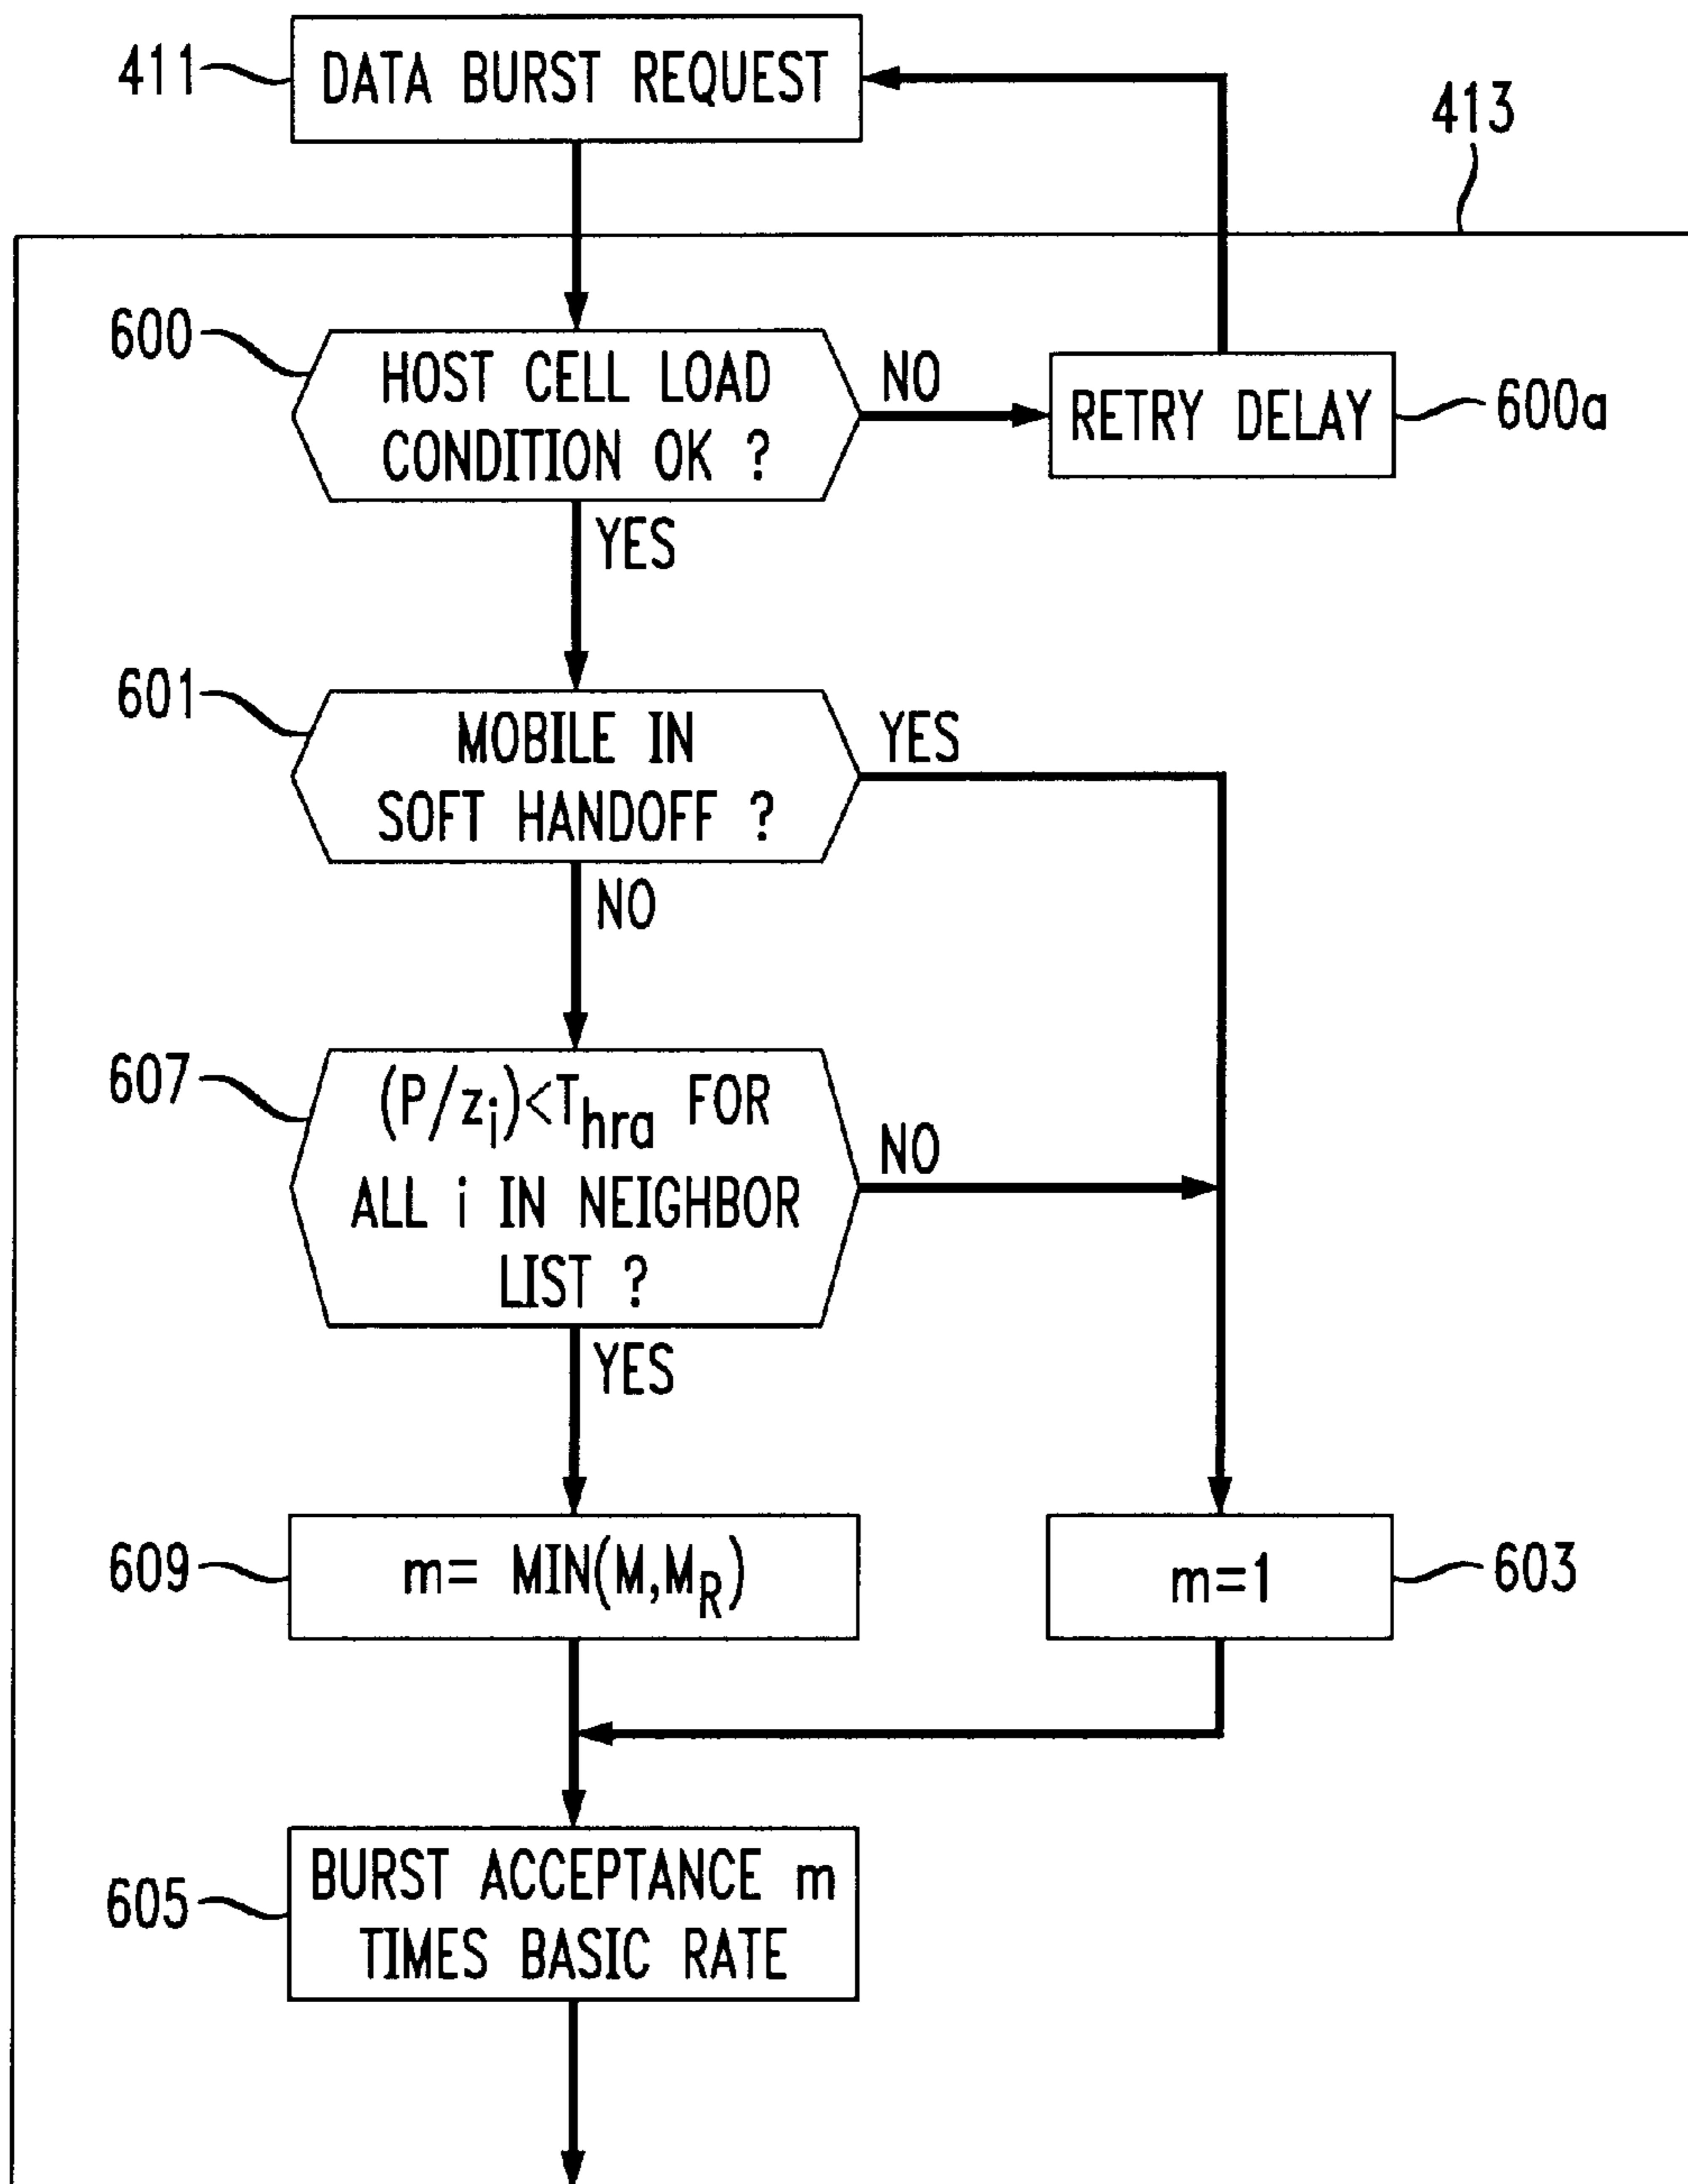 411
DATA BURST REQUEST
413
600
HOST CELL LOAD
CONDITION OK ?
NO
RETRY DELAY
600a
YES
601
MOBILE IN
SOFT HANDOFF ?
YES
NO
607
(P/z_i)<T_hra FOR
ALL i IN NEIGHBOR
LIST ?
NO
YES
609
m= MIN(M,M_R)
m=1
603
605
BURST ACCEPTANCE m
TIMES BASIC RATE